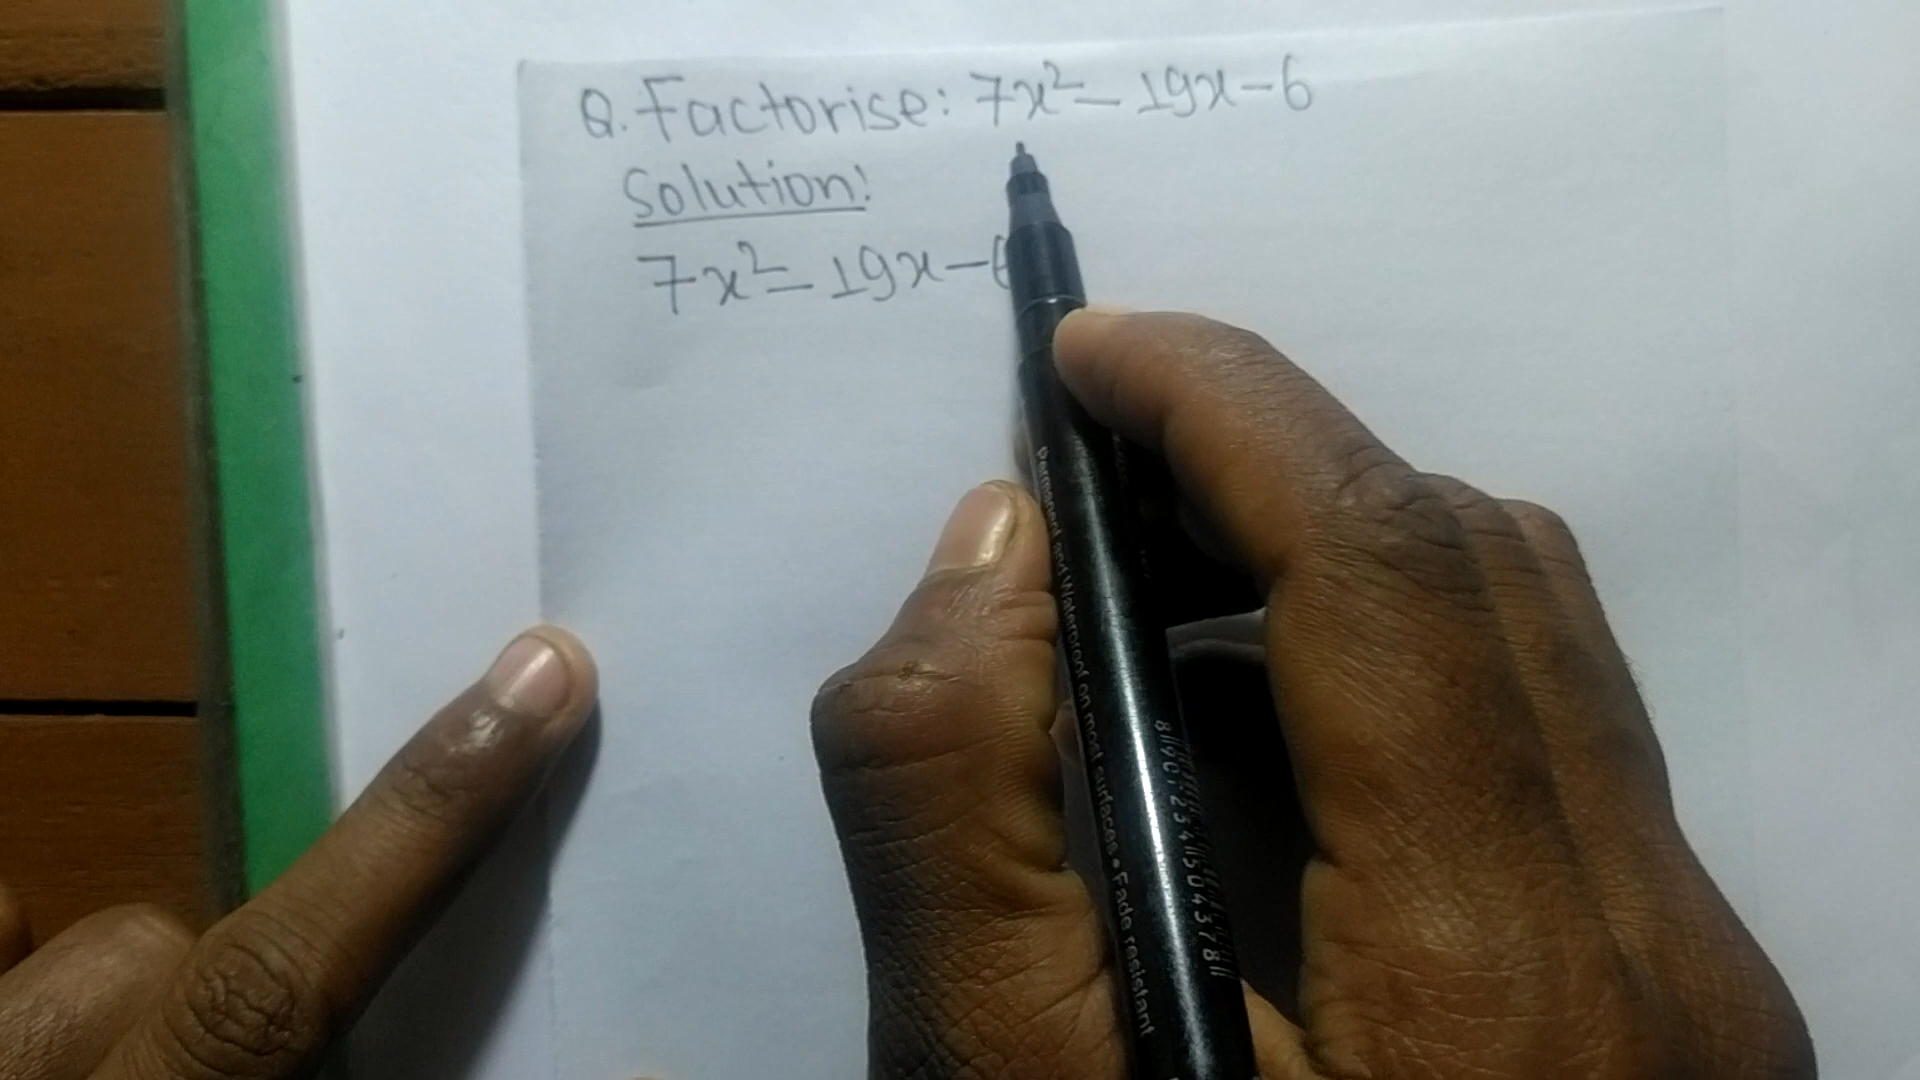 Q. Factorise: 7x² - 19x - 6
Solution:
7x² - 19x - 6
Permanent and Waterproof on most surfaces • Fade resistant